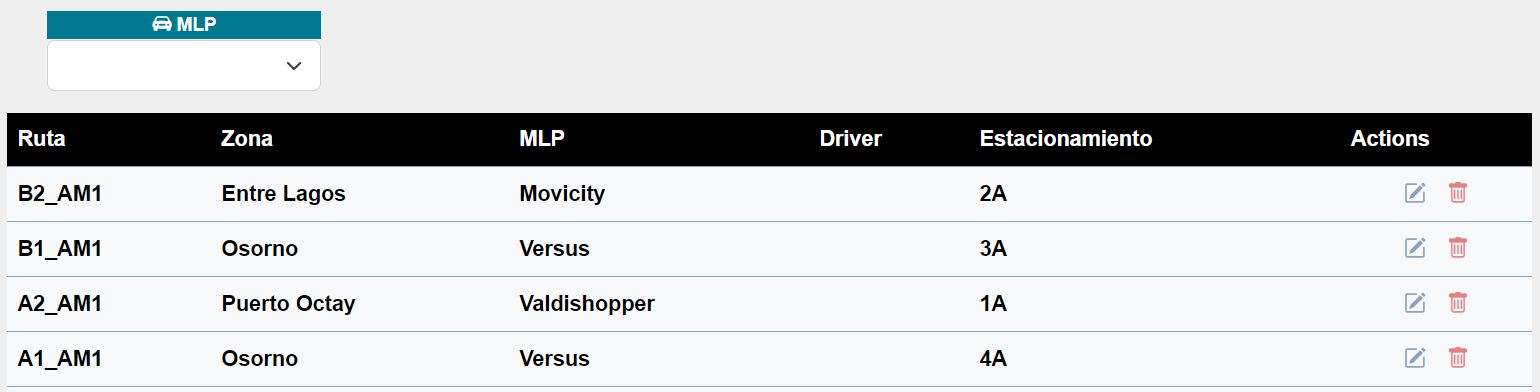 MLP
Ruta Zona MLP Driver Estacionamiento Actions
B2_AM1 Entre Lagos Movicity 2A
B1_AM1 Osorno Versus 3A
A2_AM1 Puerto Octay Valdishopper 1A
A1_AM1 Osorno Versus 4A